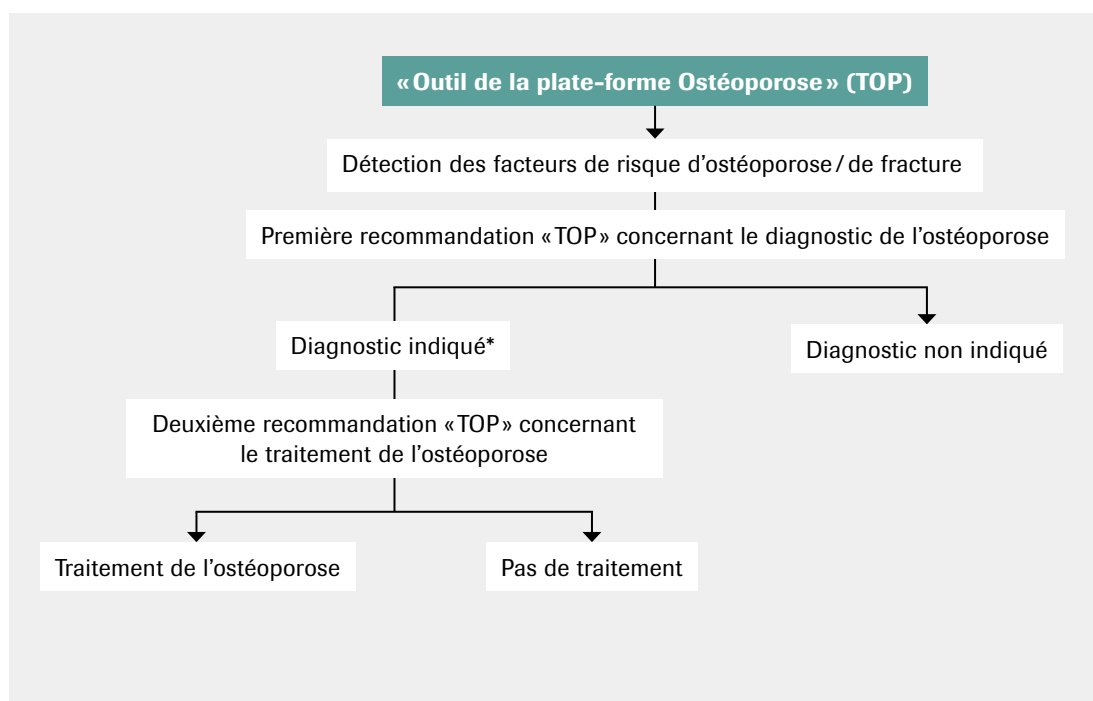 «Outil de la plate-forme Ostéoporose» (TOP)
Détection des facteurs de risque d'ostéoporose/de fracture
Première recommandation «TOP» concernant le diagnostic de l'ostéoporose
Diagnostic indiqué*
Diagnostic non indiqué
Deuxième recommandation «TOP» concernant
le traitement de l'ostéoporose
Traitement de l'ostéoporose
Pas de traitement